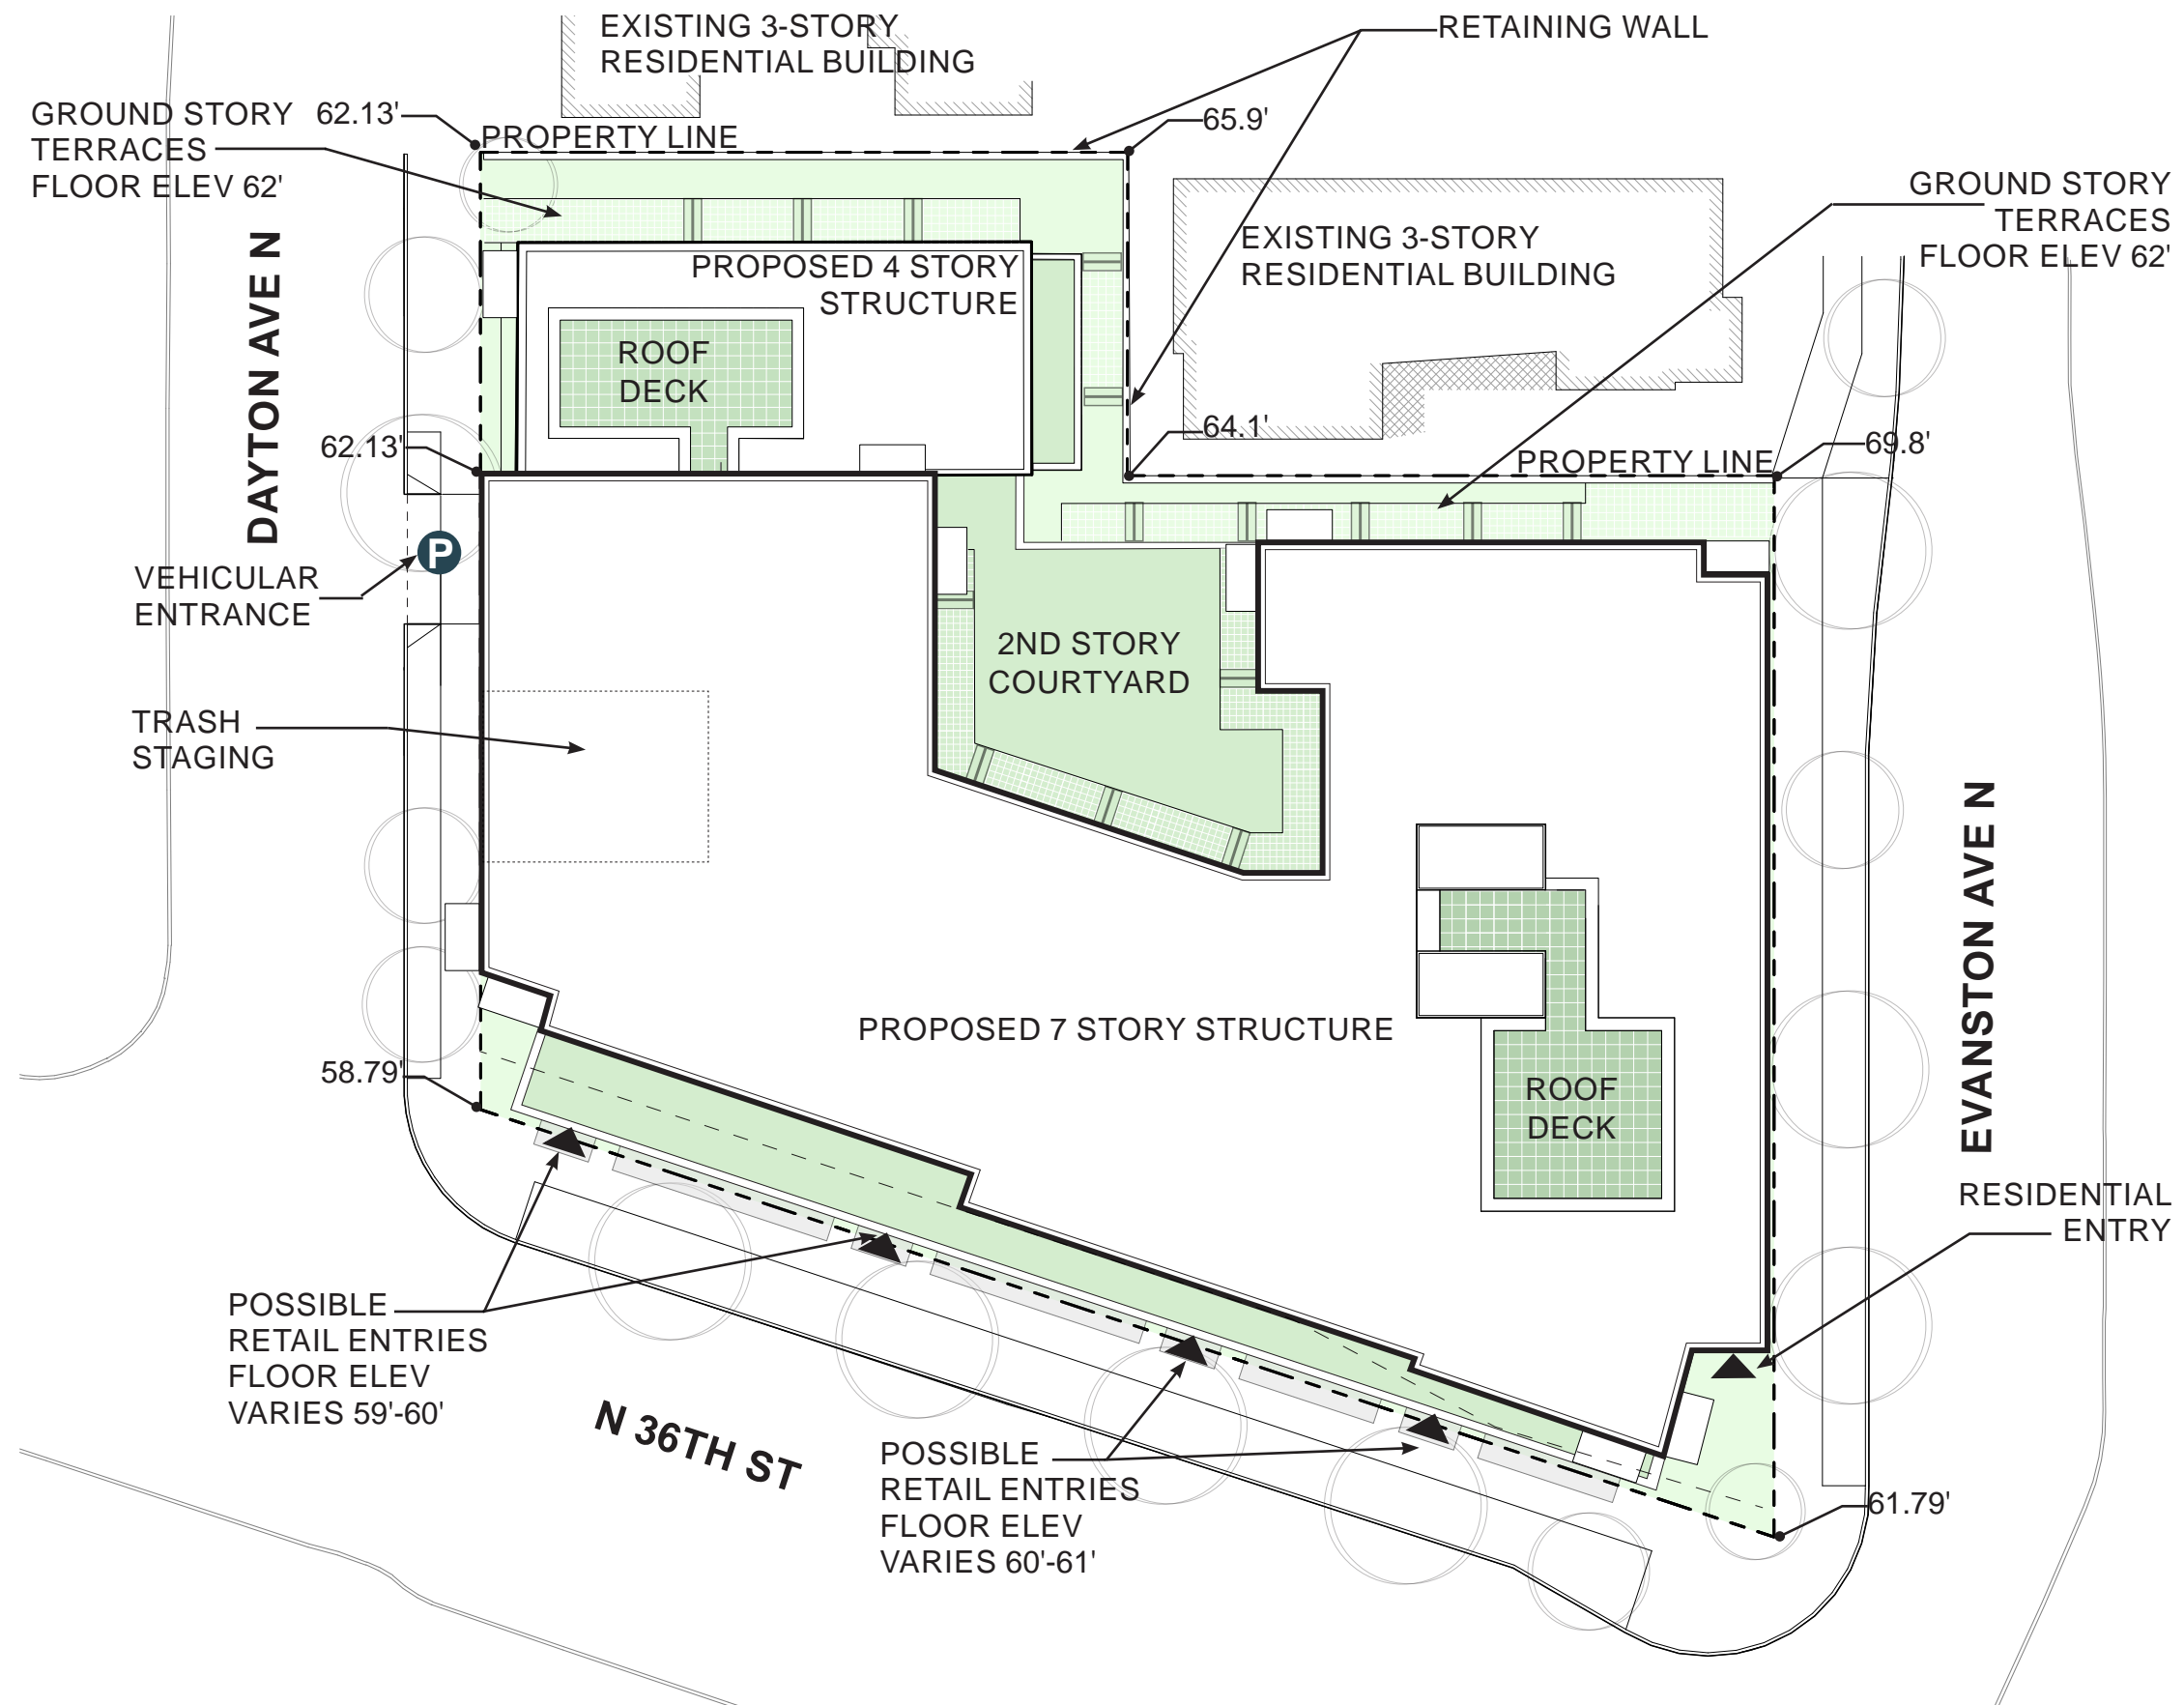 EXISTING 3-STORY
RESIDENTIAL BUILDING
RETAINING WALL
GROUND STORY
TERRACES
FLOOR ELEV 62'
62.13'
PROPERTY LINE
65.9'
GROUND STORY
TERRACES
FLOOR ELEV 62'
EXISTING 3-STORY
RESIDENTIAL BUILDING
PROPOSED 4 STORY
STRUCTURE
ROOF
DECK
DAYTON AVE N
62.13'
64.1'
PROPERTY LINE
69.8'
P
VEHICULAR
ENTRANCE
2ND STORY
COURTYARD
TRASH
STAGING
EVANSTON AVE N
PROPOSED 7 STORY STRUCTURE
58.79'
ROOF
DECK
RESIDENTIAL
ENTRY
POSSIBLE
RETAIL ENTRIES
FLOOR ELEV
VARIES 59'-60'
N 36TH ST
POSSIBLE
RETAIL ENTRIES
FLOOR ELEV
VARIES 60'-61'
61.79'